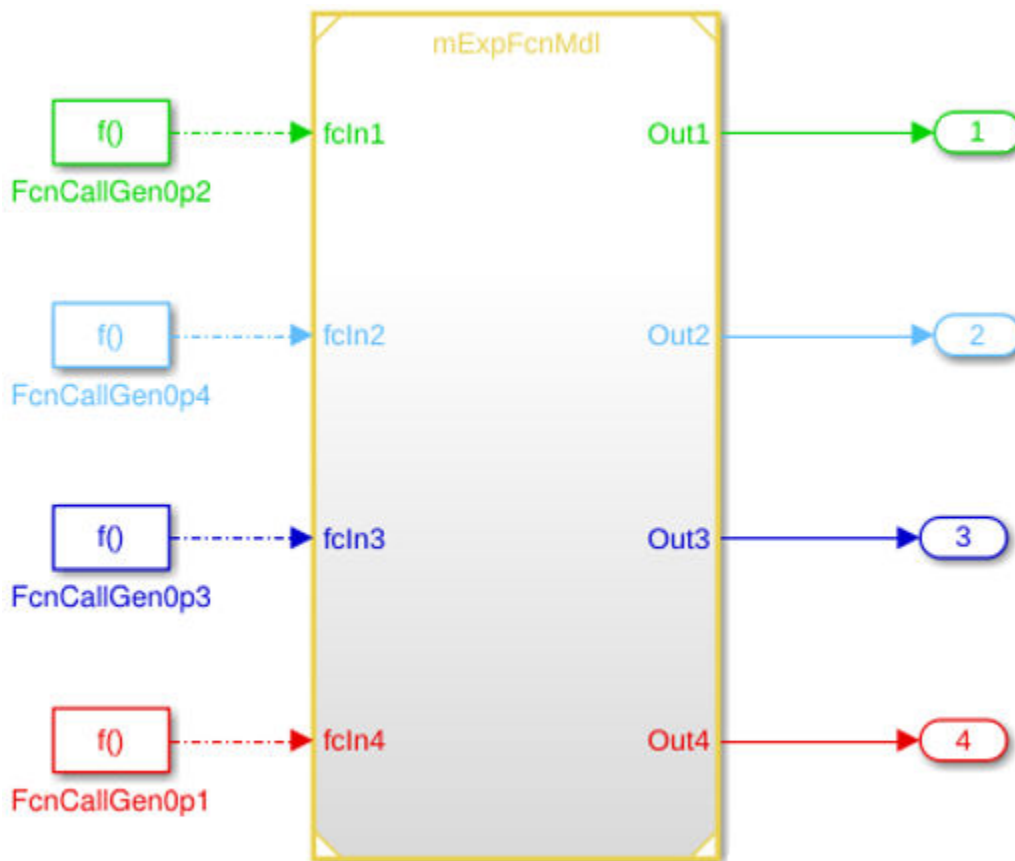 mExpFcnMdl
f() fcIn1 Out1 1
FcnCallGen0p2
f() fcIn2 Out2 2
FcnCallGen0p4
f() fcIn3 Out3 3
FcnCallGen0p3
f() fcIn4 Out4 4
FcnCallGen0p1